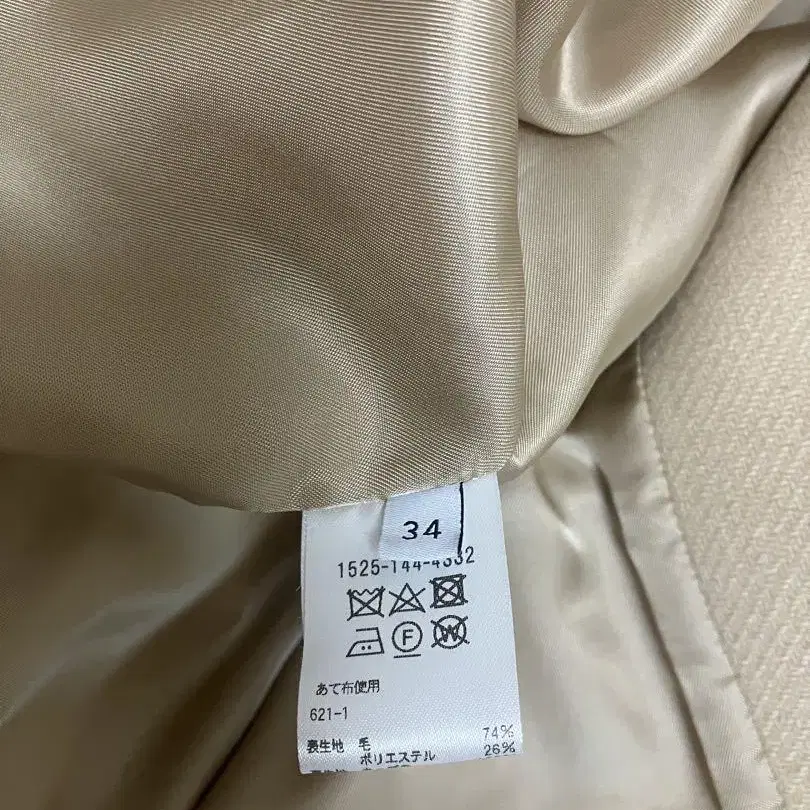 34
1525-144-4332
F
W
あて布使用
621-1
表生地 毛 74%
ポリエステル 26%